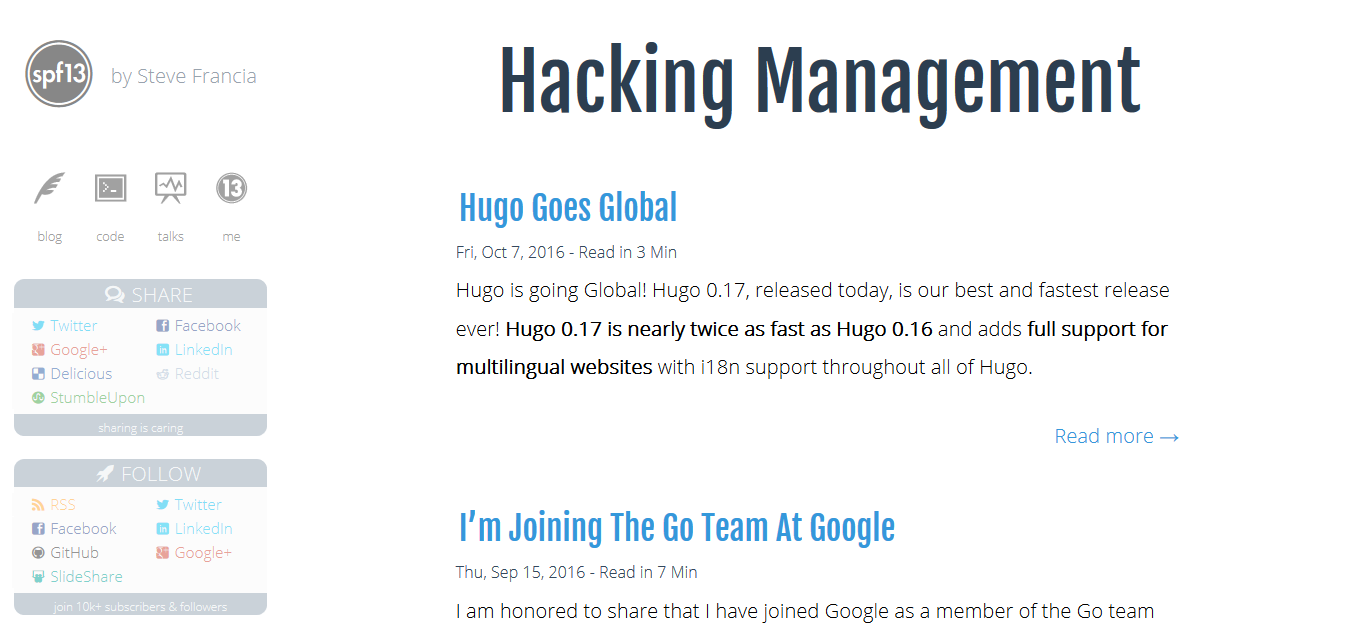 spf13
by Steve Francia
blog
code
talks
13
me
SHARE
Twitter
Facebook
Google+
LinkedIn
Delicious
Reddit
StumbleUpon
sharing is caring
FOLLOW
RSS
Twitter
Facebook
LinkedIn
GitHub
Google+
SlideShare
join 10k+ subscribers & followers
Hacking Management
Hugo Goes Global
Fri, Oct 7, 2016 - Read in 3 Min
Hugo is going Global! Hugo 0.17, released today, is our best and fastest release
ever! Hugo 0.17 is nearly twice as fast as Hugo 0.16 and adds full support for
multilingual websites with i18n support throughout all of Hugo.
Read more →
I’m Joining The Go Team At Google
Thu, Sep 15, 2016 - Read in 7 Min
I am honored to share that I have joined Google as a member of the Go team